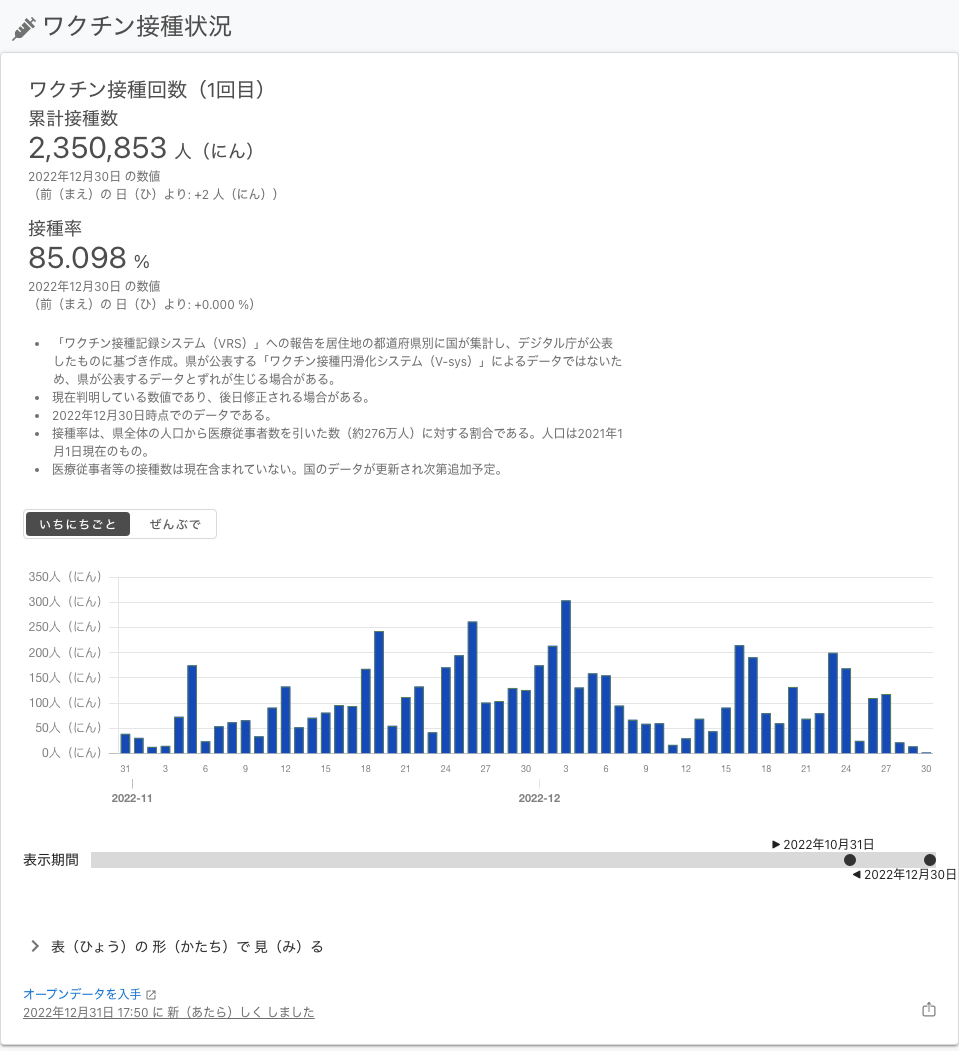 ワクチン接種状況
ワクチン接種回数（1回目）
累計接種数
2,350,853 人（にん）
2022年12月30日 の数値
（前（まえ）の 日（ひ）より: +2 人（にん））
接種率
85.098 %
2022年12月30日 の数値
（前（まえ）の 日（ひ）より: +0.000 %）
• 「ワクチン接種記録システム（VRS）」への報告を居住地の都道府県別に国が集計し、デジタル庁が公表
したものに基づき作成。県が公表する「ワクチン接種円滑化システム（V-sys）」によるデータではないた
め、県が公表するデータとずれが生じる場合がある。
• 現在判明している数値であり、後日修正される場合がある。
• 2022年12月30日時点でのデータである。
• 接種率は、県全体の人口から医療従事者数を引いた数（約276万人）に対する割合である。人口は2021年1
月1日現在のもの。
• 医療従事者等の接種数は現在含まれていない。国のデータが更新され次第追加予定。
いちにちごと ぜんぶで
350人（にん）
300人（にん）
250人（にん）
200人（にん）
150人（にん）
100人（にん）
50人（にん）
0人（にん）
31 3 6 9 12 15 18 21 24 27 30 3 6 9 12 15 18 21 24 27 30
2022-11 2022-12
▶ 2022年10月31日
表示期間
◀ 2022年12月30日
表（ひょう）の 形（かたち）で 見（み）る
オープンデータを入手
2022年12月31日 17:50 に 新（あたら）しく しました